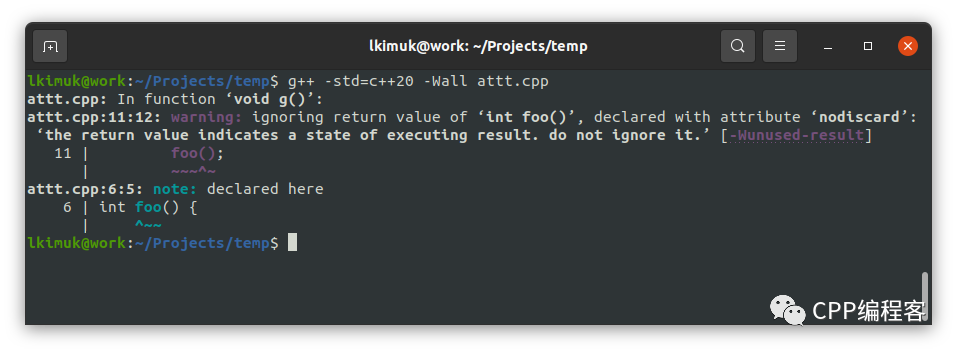 lkimuk@work: ~/Projects/temp
lkimuk@work:~/Projects/temp$ g++ -std=c++20 -Wall attt.cpp
attt.cpp: In function ‘void g()’:
attt.cpp:11:12: warning: ignoring return value of ‘int foo()’, declared with attribute ‘nodiscard’:
‘the return value indicates a state of executing result. do not ignore it.’ [-Wunused-result]
11 |         foo();
|         ~~~^~
attt.cpp:6:5: note: declared here
6 | int foo() {
|     ^~~
lkimuk@work:~/Projects/temp$
CPP编程客